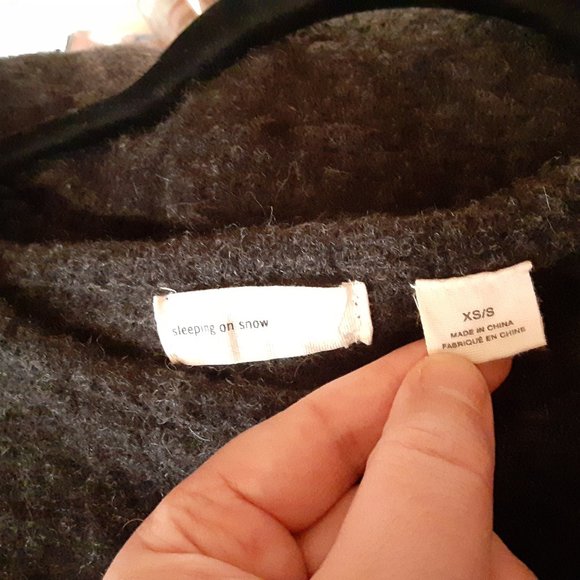 sleeping on snow
XS/S
MADE IN CHINA
FABRIQUÉ EN CHINE